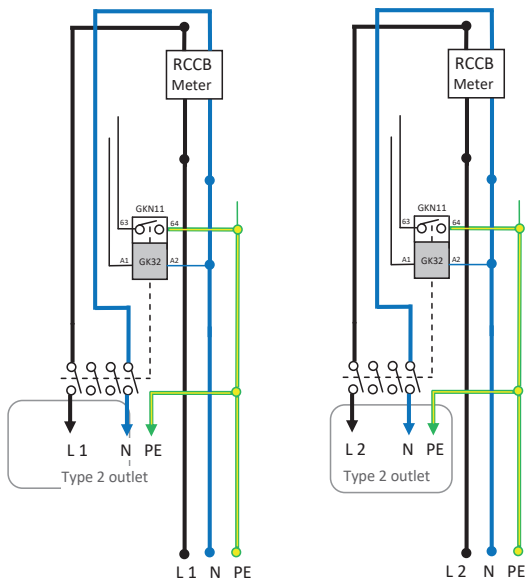 RCCB
Meter
GKN11
63
64
A1
GK32
A2
L 1
N
PE
Type 2 outlet
L 1
N
PE
RCCB
Meter
GKN11
63
64
A1
GK32
A2
L 2
N
PE
Type 2 outlet
L 2
N
PE